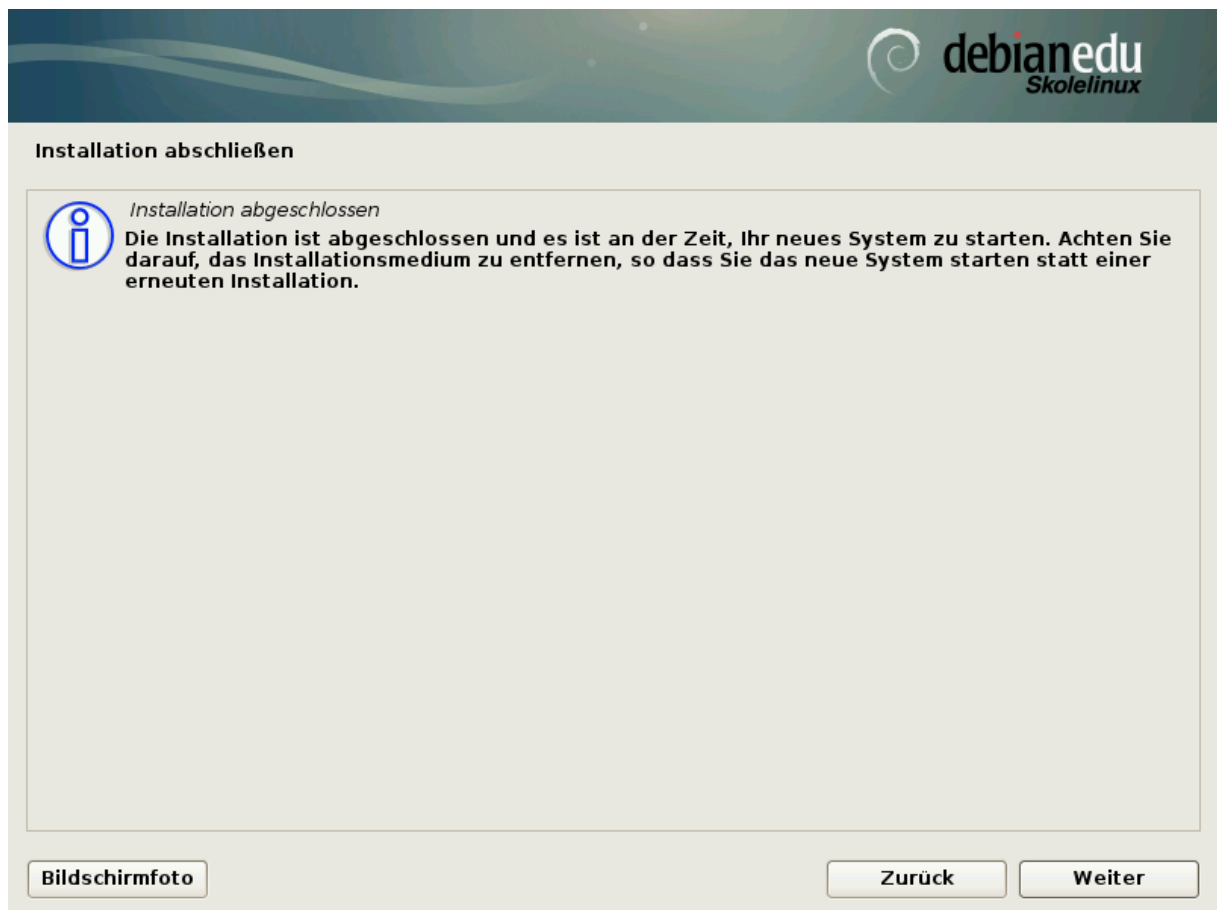 debianedu
Skolelinux
Installation abschließen
Installation abgeschlossen
Die Installation ist abgeschlossen und es ist an der Zeit, Ihr neues System zu starten. Achten Sie
darauf, das Installationsmedium zu entfernen, so dass Sie das neue System starten statt einer
erneuten Installation.
Bildschirmfoto
Zurück
Weiter